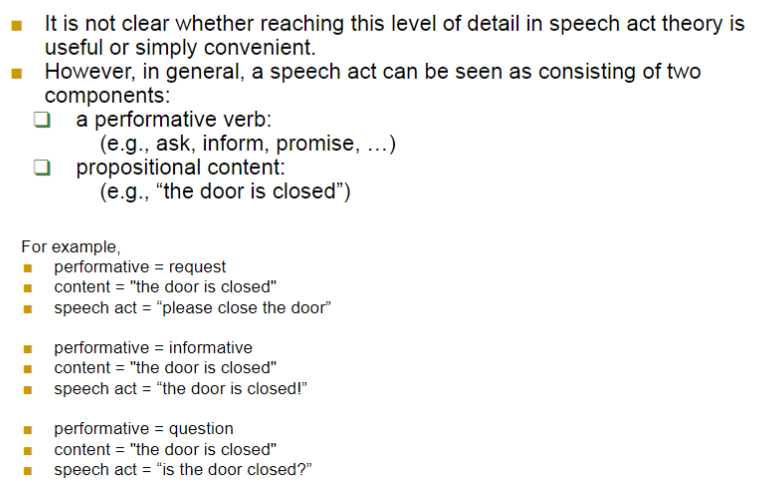 It is not clear whether reaching this level of detail in speech act theory is
useful or simply convenient.
However, in general, a speech act can be seen as consisting of two
components:
a performative verb:
(e.g., ask, inform, promise, …)
propositional content:
(e.g., “the door is closed”)
For example,
performative = request
content = "the door is closed"
speech act = “please close the door”
performative = informative
content = "the door is closed"
speech act = “the door is closed!”
performative = question
content = "the door is closed"
speech act = “is the door closed?”